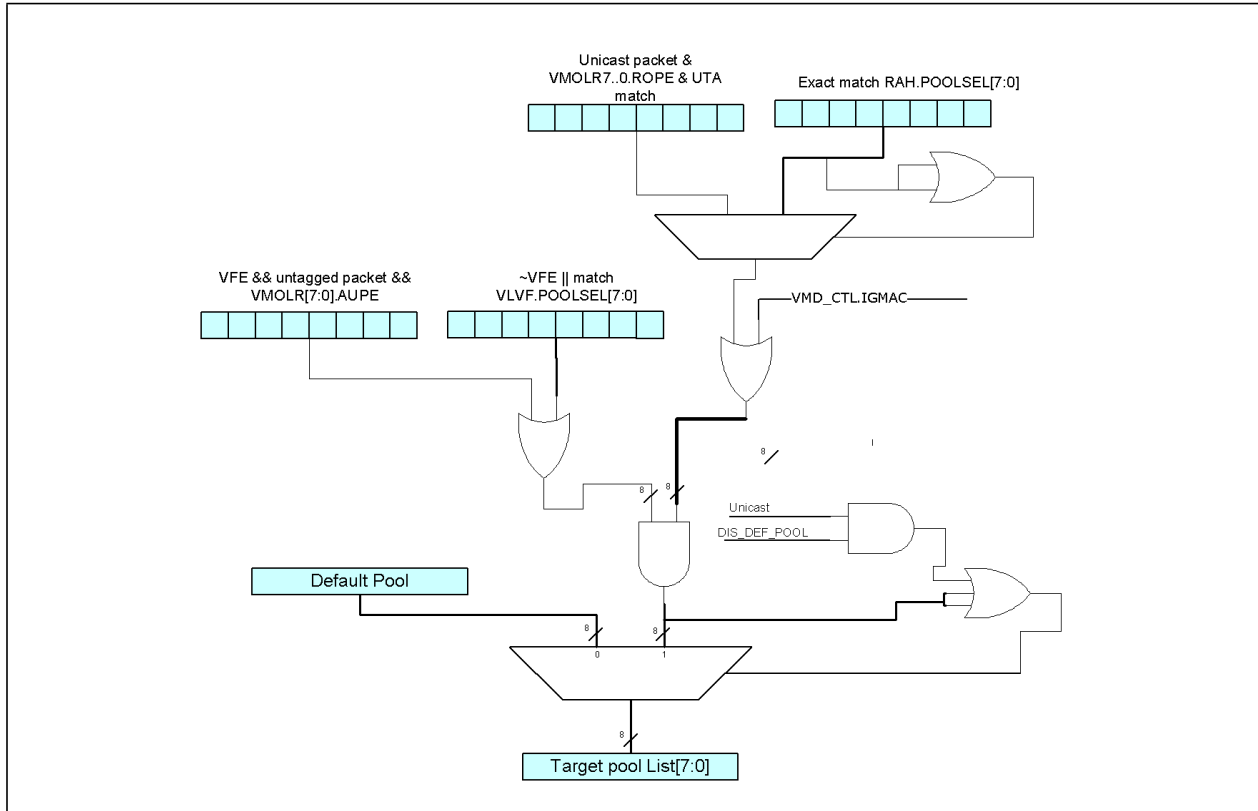 Unicast packet &
VMOLR7..0.ROPE & UTA
match
Exact match RAH.POOLSEL[7:0]
VFE && untagged packet &&
VMOLR[7:0].AUPE
~VFE || match
VLVF.POOLSEL[7:0]
VMD_CTL.IGMAC
8
8
8
Unicast
DIS_DEF_POOL
Default Pool
8
8
0
1
8
Target pool List[7:0]